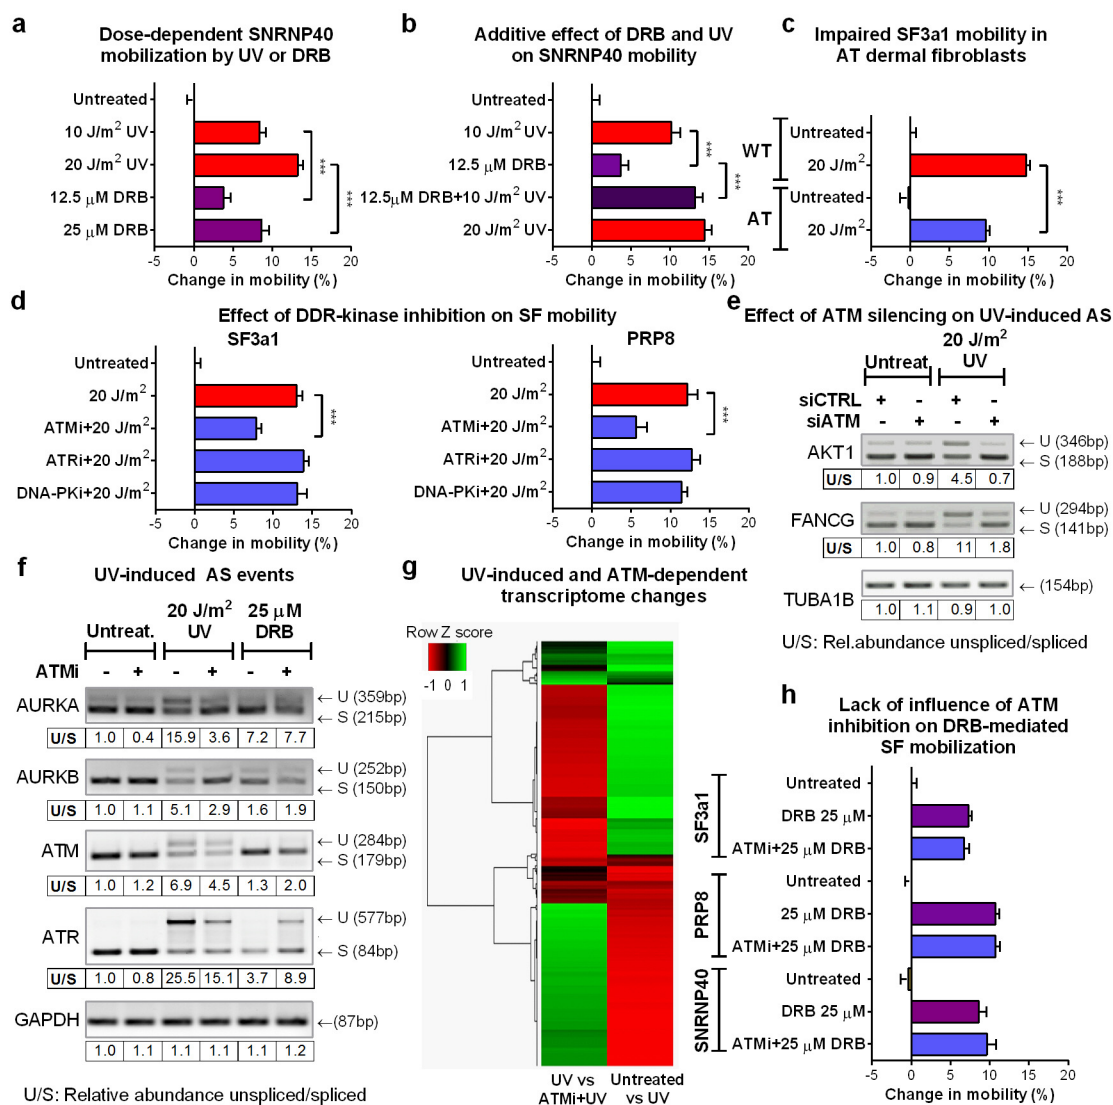 a
Dose-dependent SNRNP40
mobilization by UV or DRB
Untreated
10 J/m² UV
20 J/m² UV
12.5 μM DRB
25 μM DRB
***
***
-5 0 5 10 15 20
Change in mobility (%)
b
Additive effect of DRB and UV
on SNRNP40 mobility
Untreated
10 J/m² UV
12.5 μM DRB
12.5μM DRB+10 J/m² UV
20 J/m² UV
***
***
-5 0 5 10 15 20
Change in mobility (%)
c
Impaired SF3a1 mobility in
AT dermal fibroblasts
WT
Untreated
20 J/m²
AT
Untreated
20 J/m²
***
-5 0 5 10 15 20
Change in mobility (%)
d
Effect of DDR-kinase inhibition on SF mobility
SF3a1
Untreated
20 J/m²
ATMi+20 J/m²
ATRi+20 J/m²
DNA-PKi+20 J/m²
***
-5 0 5 10 15 20
Change in mobility (%)
PRP8
Untreated
20 J/m²
ATMi+20 J/m²
ATRi+20 J/m²
DNA-PKi+20 J/m²
***
-5 0 5 10 15 20
Change in mobility (%)
e
Effect of ATM silencing on UV-induced AS
20 J/m²
Untreat. UV
siCTRL + - + -
siATM - + - +
AKT1
← U (346bp)
← S (188bp)
U/S 1.0 0.9 4.5 0.7
FANCG
← U (294bp)
← S (141bp)
U/S 1.0 0.8 11 1.8
TUBA1B
← (154bp)
1.0 1.1 0.9 1.0
U/S: Rel.abundance unspliced/spliced
f
UV-induced AS events
20 J/m² 25 μM
Untreat. UV DRB
ATMi - + - + - +
AURKA
← U (359bp)
← S (215bp)
U/S 1.0 0.4 15.9 3.6 7.2 7.7
AURKB
← U (252bp)
← S (150bp)
U/S 1.0 1.1 5.1 2.9 1.6 1.9
ATM
← U (284bp)
← S (179bp)
U/S 1.0 1.2 6.9 4.5 1.3 2.0
ATR
← U (577bp)
← S (84bp)
U/S 1.0 0.8 25.5 15.1 3.7 8.9
GAPDH
←(87bp)
1.0 1.1 1.1 1.1 1.1 1.2
U/S: Relative abundance unspliced/spliced
g
UV-induced and ATM-dependent
transcriptome changes
Row Z score
-1 0 1
UV vs
ATMi+UV
Untreated
vs UV
h
Lack of influence of ATM
inhibition on DRB-mediated
SF mobilization
SF3a1
Untreated
DRB 25 μM
ATMi+25 μM DRB
PRP8
Untreated
25 μM DRB
ATMi+25 μM DRB
SNRNP40
Untreated
DRB 25 μM
ATMi+25 μM DRB
-5 0 5 10 15 20
Change in mobility (%)